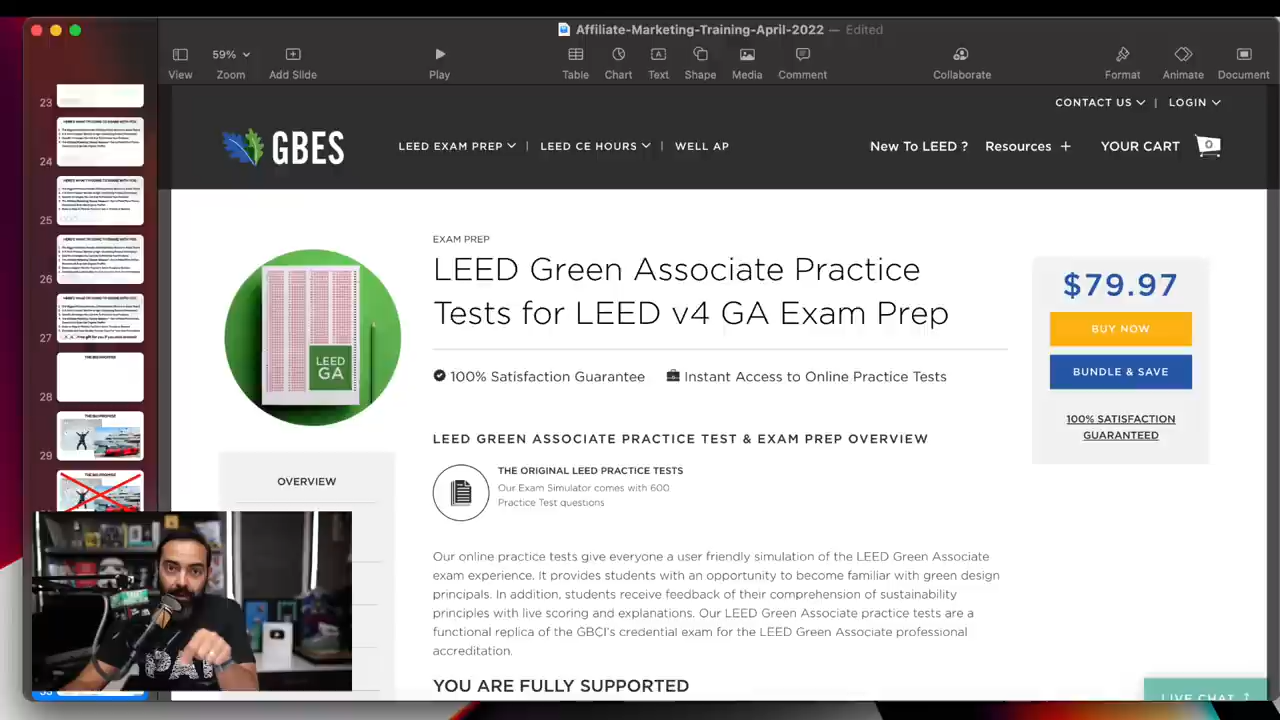 Affiliate-Marketing-Training-April-2022 — Edited
59%
View
Zoom
Add Slide
Play
Table
Chart
Text
Shape
Media
Comment
Collaborate
Format
Animate
Document
CONTACT US | LOGIN
GBES
LEED EXAM PREP | LEED CE HOURS | WELL AP
New To LEED ?
Resources +
YOUR CART
0
EXAM PREP
LEED Green Associate Practice
Tests for LEED v4 GA Exam Prep
100% Satisfaction Guarantee
Instant Access to Online Practice Tests
$79.97
BUY NOW
BUNDLE & SAVE
100% SATISFACTION
GUARANTEED
LEED
GA
LEED GREEN ASSOCIATE PRACTICE TEST & EXAM PREP OVERVIEW
OVERVIEW
THE ORIGINAL LEED PRACTICE TESTS
Our Exam Simulator comes with 600
Practice Test questions
Our online practice tests give everyone a user friendly simulation of the LEED Green Associate
exam experience. It provides students with an opportunity to become familiar with green design
principals. In addition, students receive feedback of their comprehension of sustainability
principles with live scoring and explanations. Our LEED Green Associate practice tests are a
functional replica of the GBCI's credential exam for the LEED Green Associate professional
accreditation.
YOU ARE FULLY SUPPORTED
LIVE CHAT
23
24
25
26
27
28
29
33